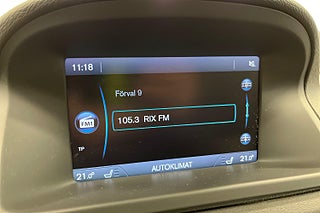 11:18
Förval 9
FM1
105.3 RIX FM
TP
AUTOKLIMAT
21.0° 21.0°